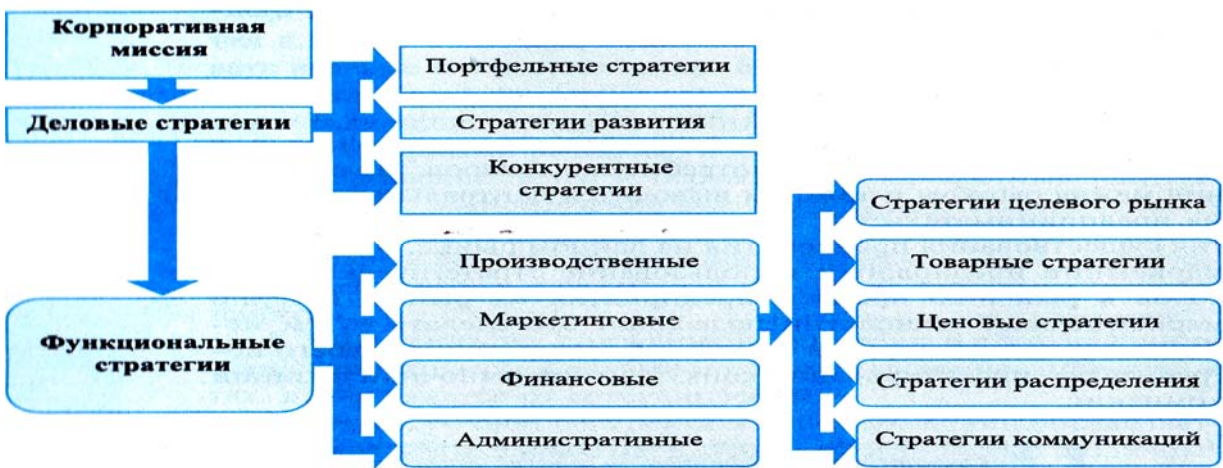 Корпоративная
миссия
Деловые стратегии
Портфельные стратегии
Стратегии развития
Конкурентные
стратегии
Функциональные
стратегии
Производственные
Маркетинговые
Финансовые
Административные
Стратегии целевого рынка
Товарные стратегии
Ценовые стратегии
Стратегии распределения
Стратегии коммуникаций